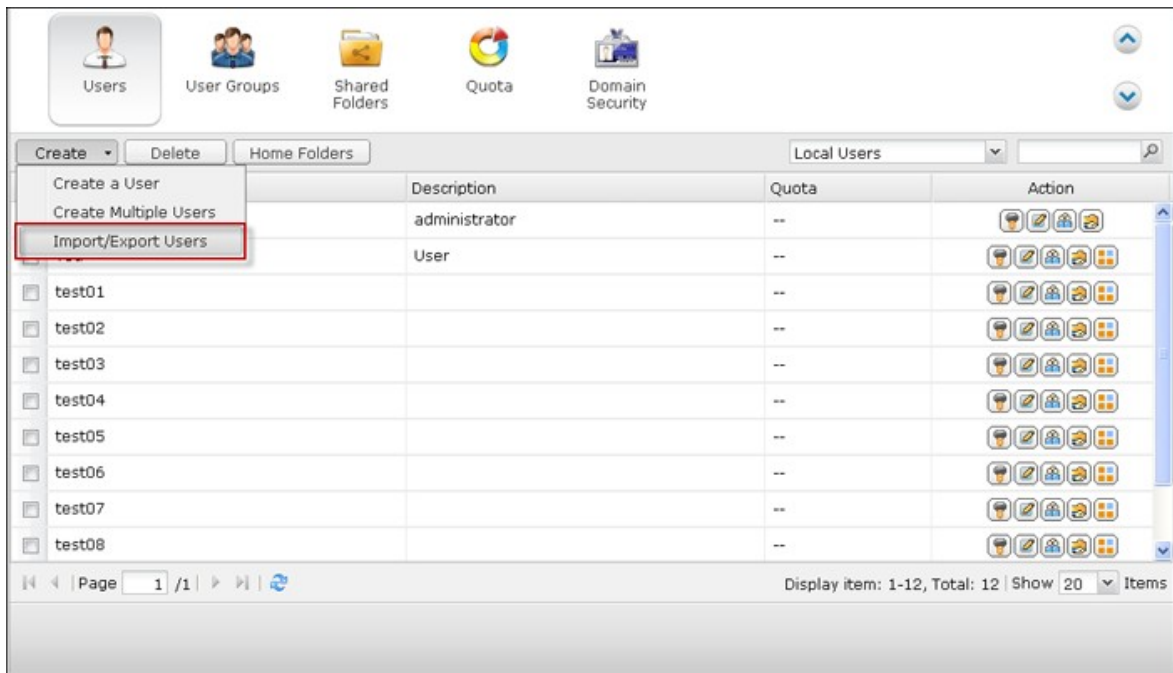 Users
User Groups
Shared
Folders
Quota
Domain
Security
Create
Delete
Home Folders
Local Users
Create a User
Create Multiple Users
Import/Export Users
Description
Quota
Action
administrator
--
User
--
test01
--
test02
--
test03
--
test04
--
test05
--
test06
--
test07
--
test08
--
Page 1 /1
Display item: 1-12, Total: 12 Show 20 Items